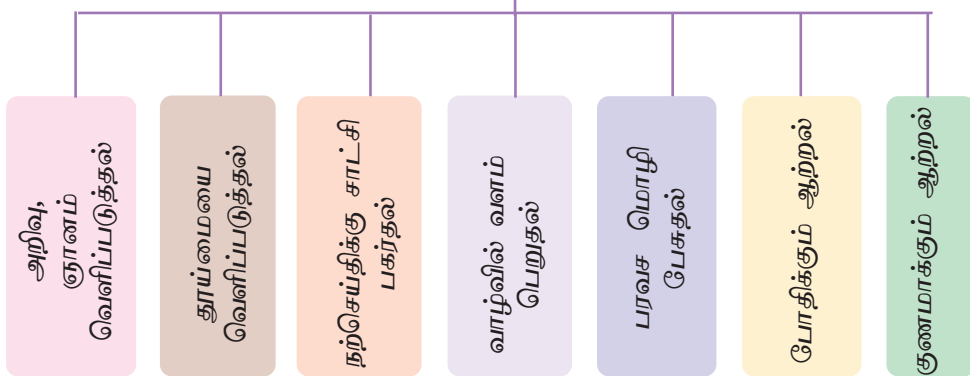 அறிவு,
ஞானம்
வெளிப்படுத்தல்
தூய்மையை
வெளிப்படுத்தல்
நற்செய்திக்கு சாட்சி
பகர்தல்
வாழ்வில் வளம்
பெறுதல்
பரவச மொழி
பேசுதல்
போதிக்கும் ஆற்றல்
குணமாக்கும் ஆற்றல்